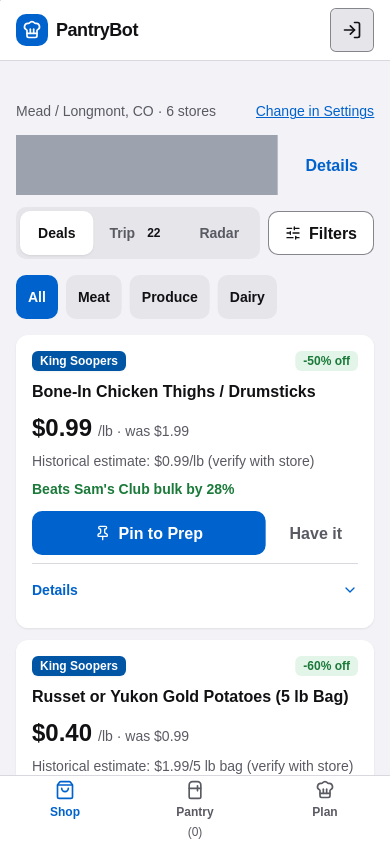 PantryBot
Mead / Longmont, CO · 6 stores
Change in Settings
Details
Deals
Trip 22
Radar
Filters
All
Meat
Produce
Dairy
King Soopers
-50% off
Bone-In Chicken Thighs / Drumsticks
$0.99 /lb · was $1.99
Historical estimate: $0.99/lb (verify with store)
Beats Sam's Club bulk by 28%
Pin to Prep
Have it
Details
King Soopers
-60% off
Russet or Yukon Gold Potatoes (5 lb Bag)
$0.40 /lb · was $0.99
Historical estimate: $1.99/5 lb bag (verify with store)
Shop
Pantry
(0)
Plan